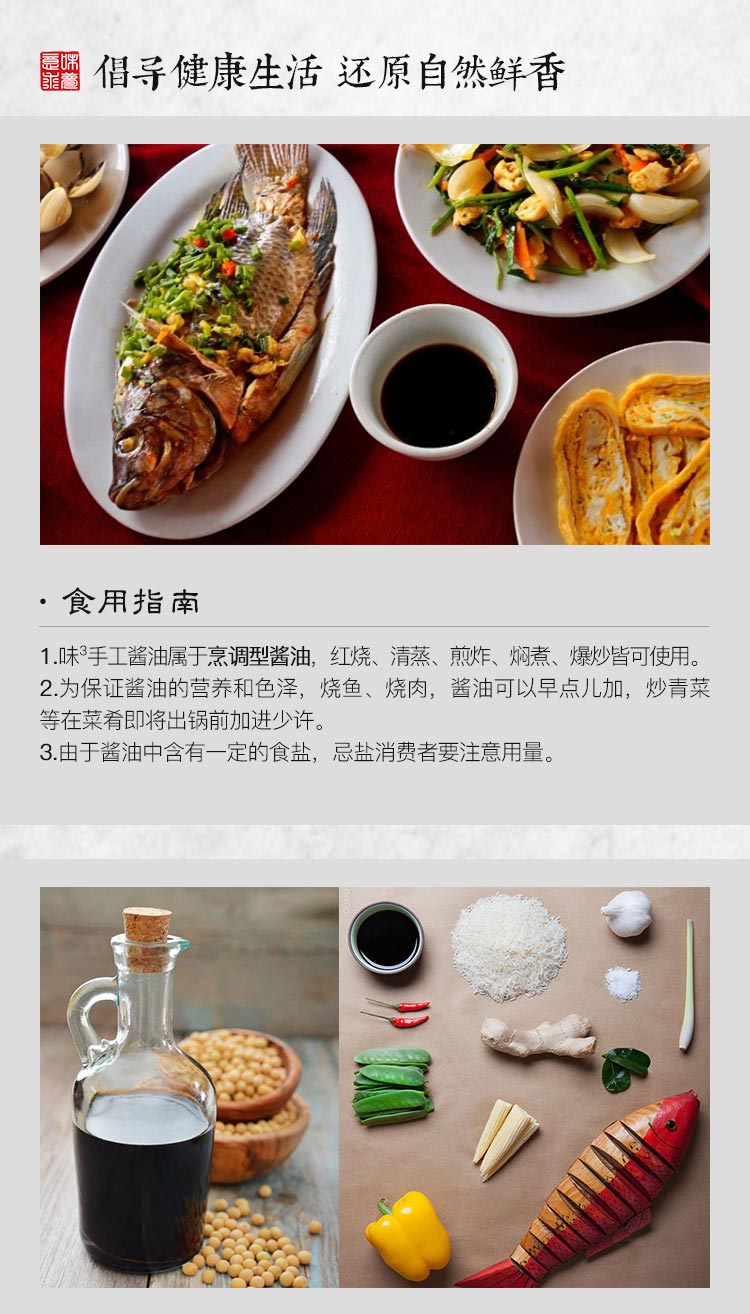 倡导健康生活 还原自然鲜香
· 食用指南
1.味³手工酱油属于烹调型酱油，红烧、清蒸、煎炸、焖煮、爆炒皆可使用。
2.为保证酱油的营养和色泽，烧鱼、烧肉，酱油可以早点儿加，炒青菜
等在菜肴即将出锅前加进少许。
3.由于酱油中含有一定的食盐，忌盐消费者要注意用量。